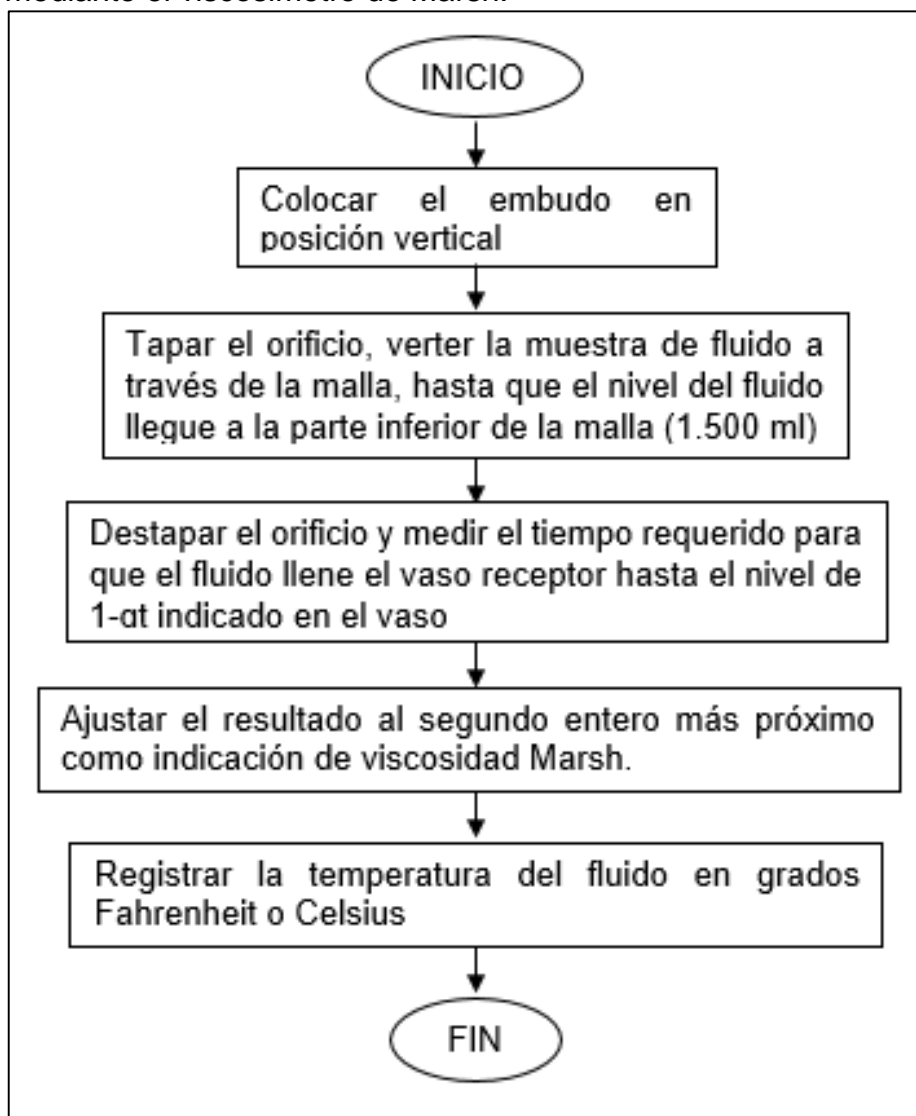 mediante el viscosímetro de Marsh.
INICIO
Colocar el embudo en
posición vertical
Tapar el orificio, verter la muestra de fluido a
través de la malla, hasta que el nivel del fluido
llegue a la parte inferior de la malla (1.500 ml)
Destapar el orificio y medir el tiempo requerido para
que el fluido llene el vaso receptor hasta el nivel de
1-qt indicado en el vaso
Ajustar el resultado al segundo entero más próximo
como indicación de viscosidad Marsh.
Registrar la temperatura del fluido en grados
Fahrenheit o Celsius
FIN